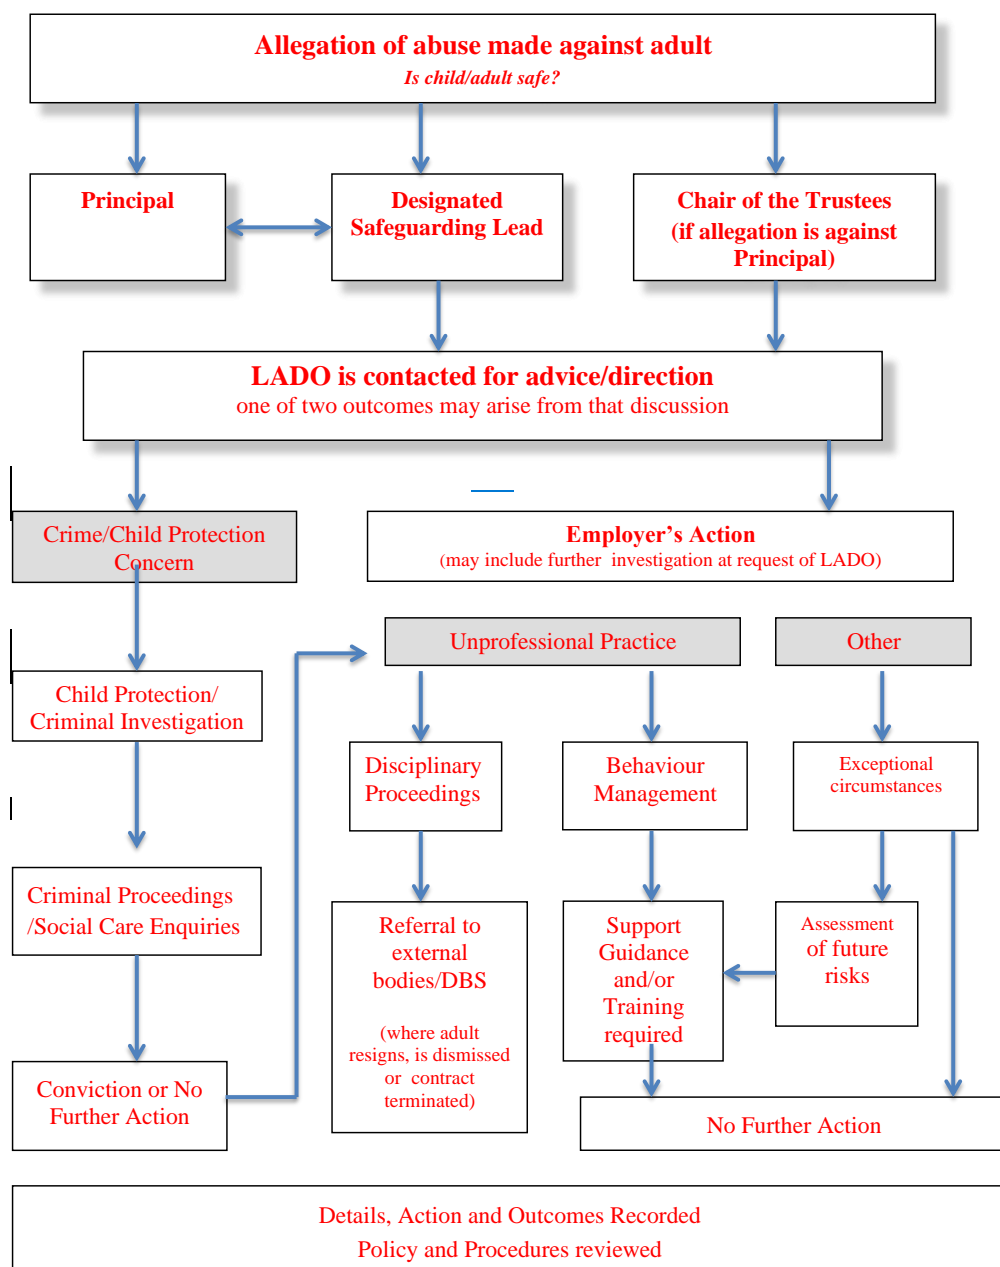 Allegation of abuse made against adult
Is child/adult safe?
Principal
Designated
Safeguarding Lead
Chair of the Trustees
(if allegation is against
Principal)
LADO is contacted for advice/direction
one of two outcomes may arise from that discussion
Crime/Child Protection
Concern
Employer’s Action
(may include further investigation at request of LADO)
Unprofessional Practice
Other
Child Protection/
Criminal Investigation
Disciplinary
Proceedings
Behaviour
Management
Exceptional
circumstances
Criminal Proceedings
/Social Care Enquiries
Referral to
external
bodies/DBS
(where adult
resigns, is dismissed
or contract
terminated)
Support
Guidance
and/or
Training
required
Assessment
of future
risks
Conviction or No
Further Action
No Further Action
Details, Action and Outcomes Recorded
Policy and Procedures reviewed